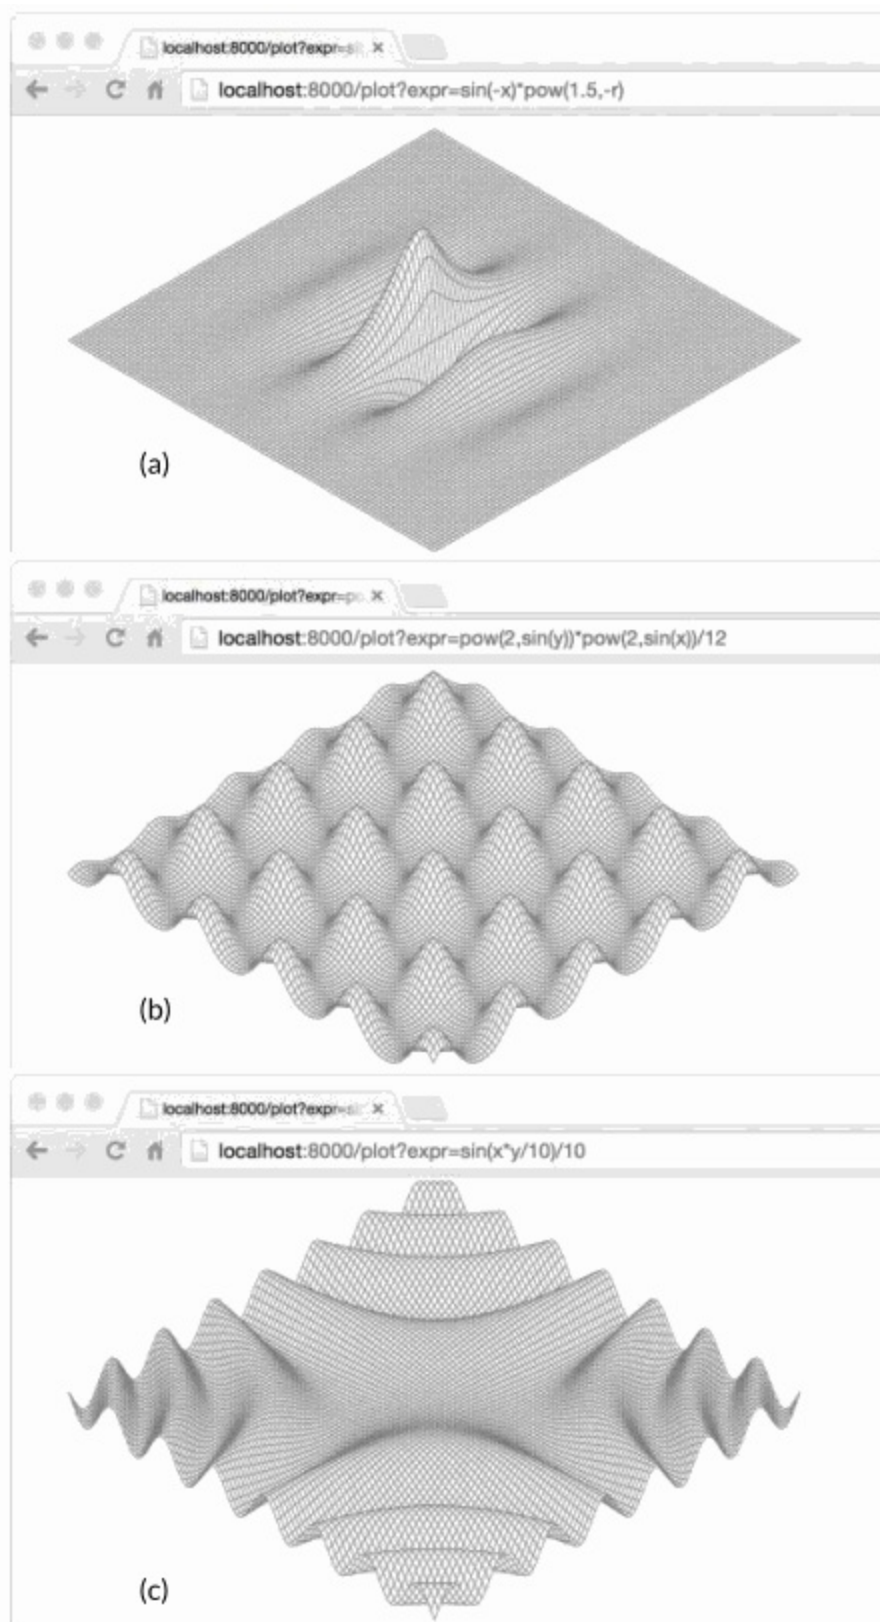 localhost:8000/plot?expr=si
localhost:8000/plot?expr=sin(-x)*pow(1.5,-r)
(a)
localhost:8000/plot?expr=po
localhost:8000/plot?expr=pow(2,sin(y))*pow(2,sin(x))/12
(b)
localhost:8000/plot?expr=si
localhost:8000/plot?expr=sin(x*y/10)/10
(c)